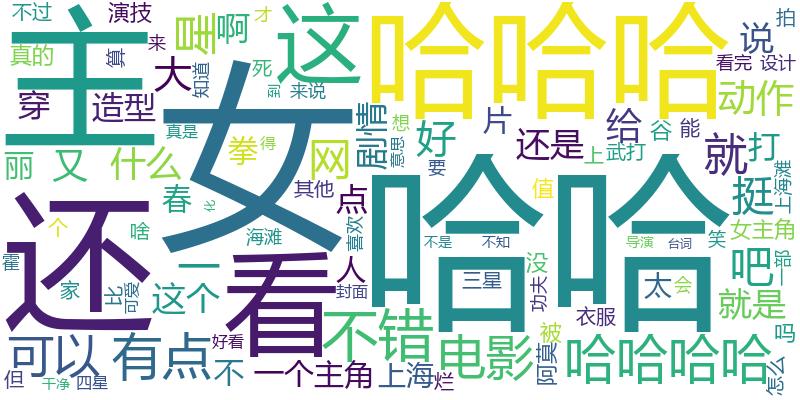 不过
演技
才
拍
真的
算
来
主
星
啊
这
哈哈哈
说
大
知道
死
到
来说
看完
设计
穿
造型
女
动作
真是
拳
得
剧情
想
意思
好
片
还是
给
谷
能
上
武打
就
打
上海滩
丽
又
什么
网
春
其他
点
要
值
挺
女主角
还
个
啥
化
海滩
喜欢
哈哈
不是
不知
导演
台词
笑
一部
霍
家
比
可爱
这个
一
看
人
封面
三星
没
功夫
太
会
吧
就是
可以
有点
好看
不
不错
电影
衣服
被
哈哈哈哈
吗
怎么
但
干净
四星
一个主角
上海
烂
阿莫